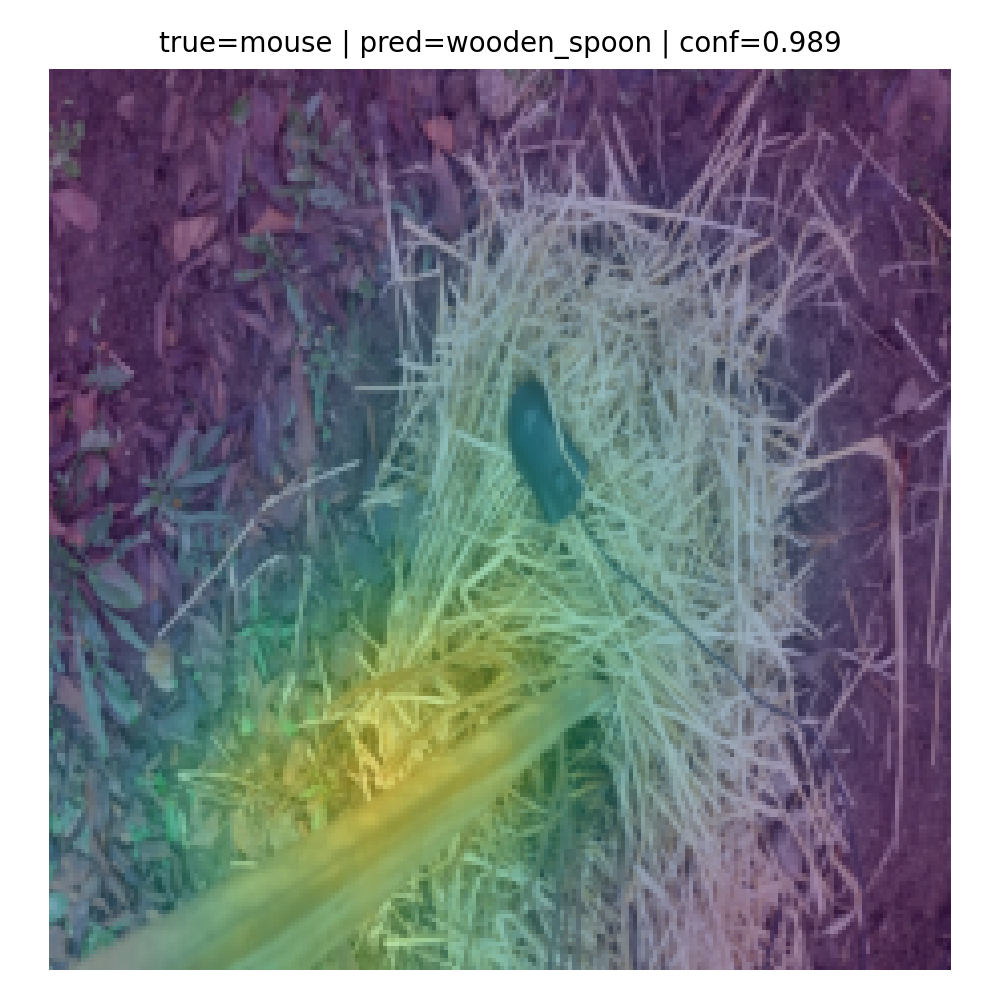 true=mouse | pred=wooden_spoon | conf=0.989